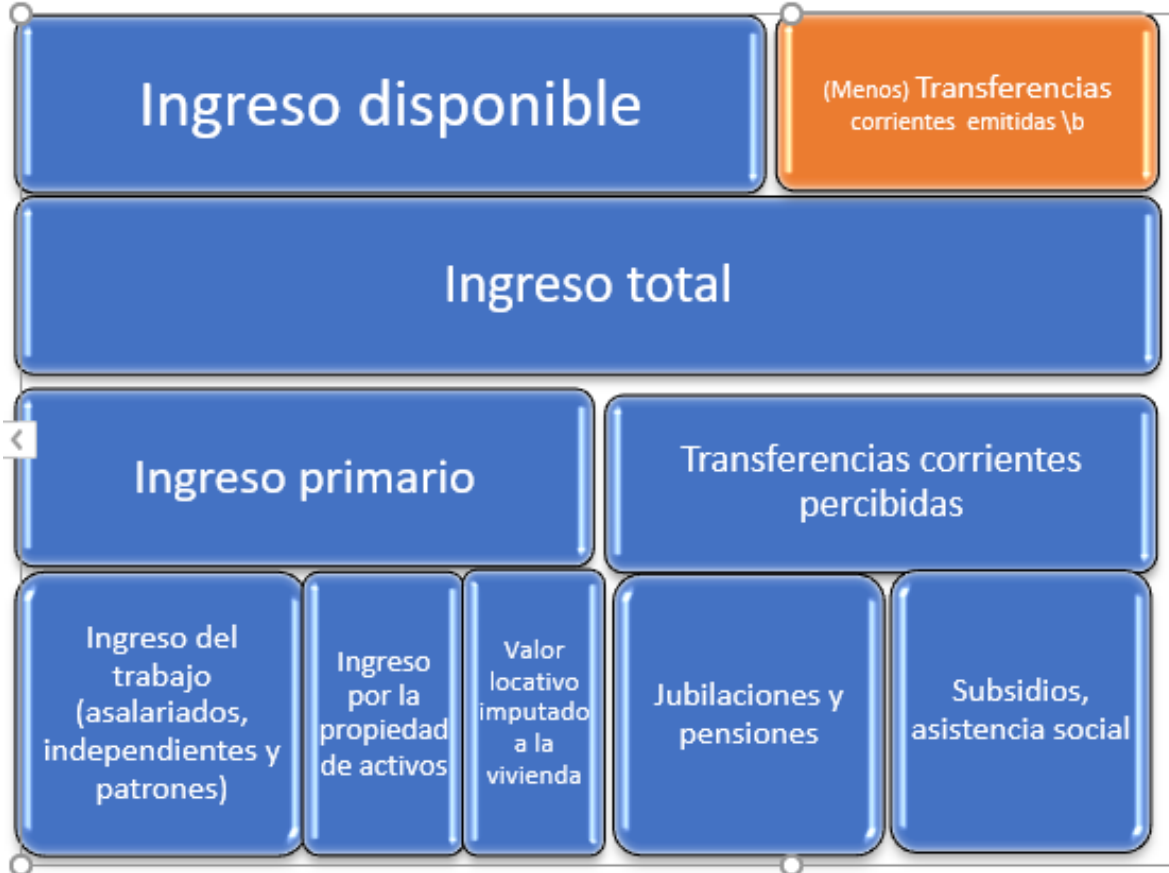 Ingreso disponible
(Menos) Transferencias
corrientes emitidas \b
Ingreso total
Ingreso primario
Transferencias corrientes
percibidas
Ingreso del
trabajo
(asalariados,
independientes y
patrones)
Ingreso
por la
propiedad
de activos
Valor
locativo
imputado
a la
vivienda
Jubilaciones y
pensiones
Subsidios,
asistencia social